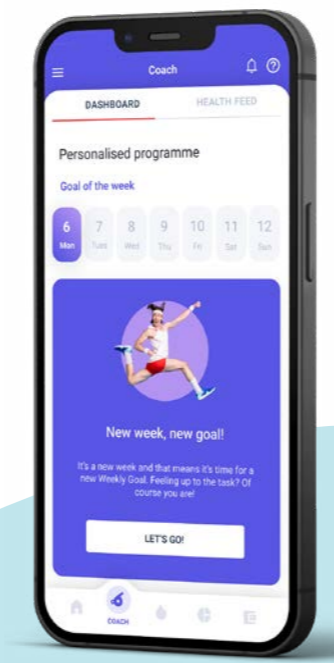 Coach
DASHBOARD
HEALTH FEED
Personalised programme
Goal of the week
6 7 8 9 10 11 12
Mon Tues Wed Thu Fri Sat Sun
New week, new goal!
It's a new week and that means it's time for a
new Weekly Goal. Feeling up to the task? Of
course you are!
LET'S GO!
COACH